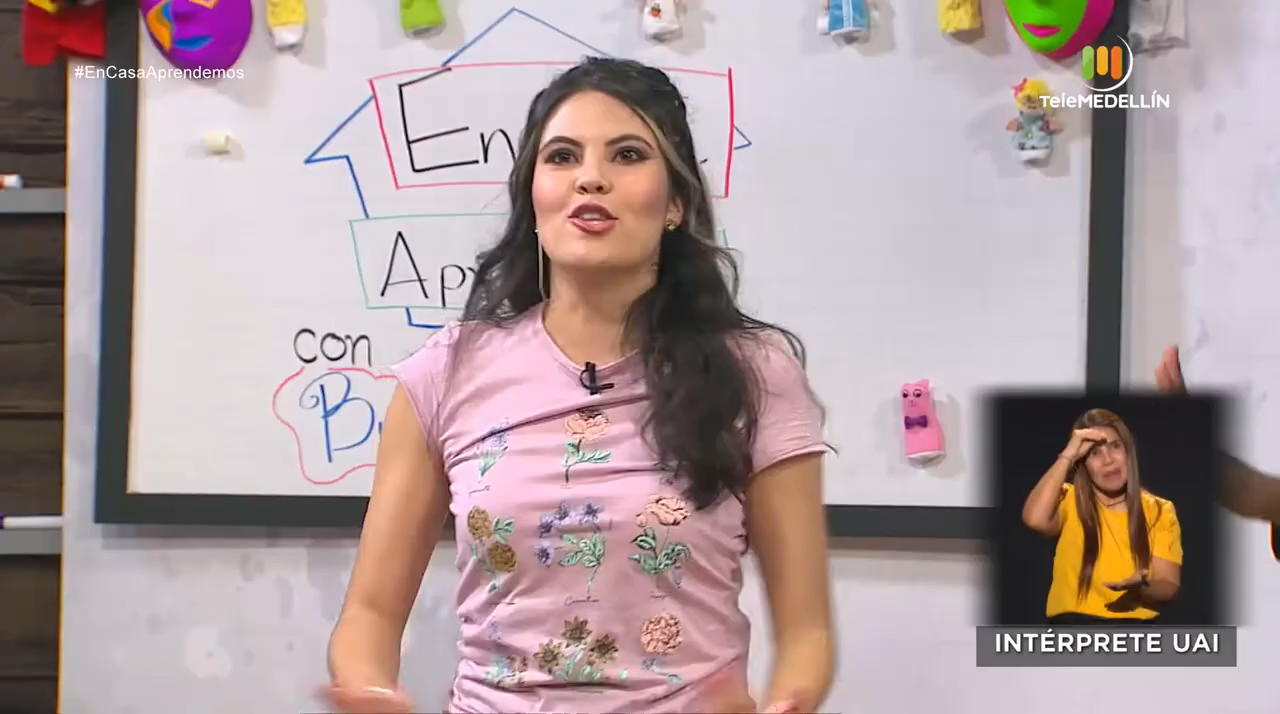 #EnCasaAprendemos
TeleMEDELLÍN
En
Ap
con
B
INTÉRPRETE UAI